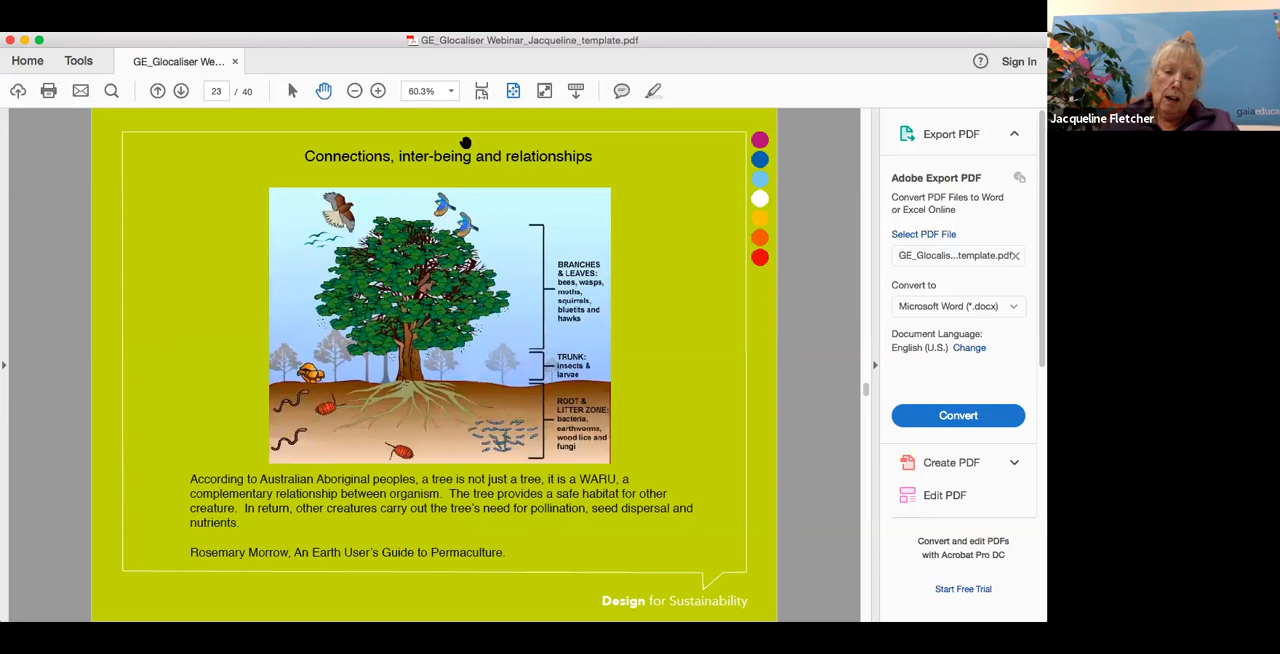 GE_Glocaliser Webinar_Jacqueline_template.pdf
Home
Tools
GE_Glocaliser We...
Sign In
23 / 40
60.3%
Connections, inter-being and relationships
BRANCHES
& LEAVES:
bees, wasps,
moths,
squirrels,
bluetits and
hawks
TRUNK:
insects &
larvae
ROOT &
LITTER ZONE:
bacteria,
earthworms,
wood lice and
fungi
According to Australian Aboriginal peoples, a tree is not just a tree, it is a WARU, a
complementary relationship between organism.  The tree provides a safe habitat for other
creature.  In return, other creatures carry out the tree's need for pollination, seed dispersal and
nutrients.
Rosemary Morrow, An Earth User's Guide to Permaculture.
Design for Sustainability
Export PDF
Adobe Export PDF
Convert PDF Files to Word
or Excel Online
Select PDF File
GE_Glocalis...template.pdf
Convert to
Microsoft Word (*.docx)
Document Language:
English (U.S.) Change
Convert
Create PDF
Edit PDF
Convert and edit PDFs
with Acrobat Pro DC
Start Free Trial
gaiaeduca
Jacqueline Fletcher